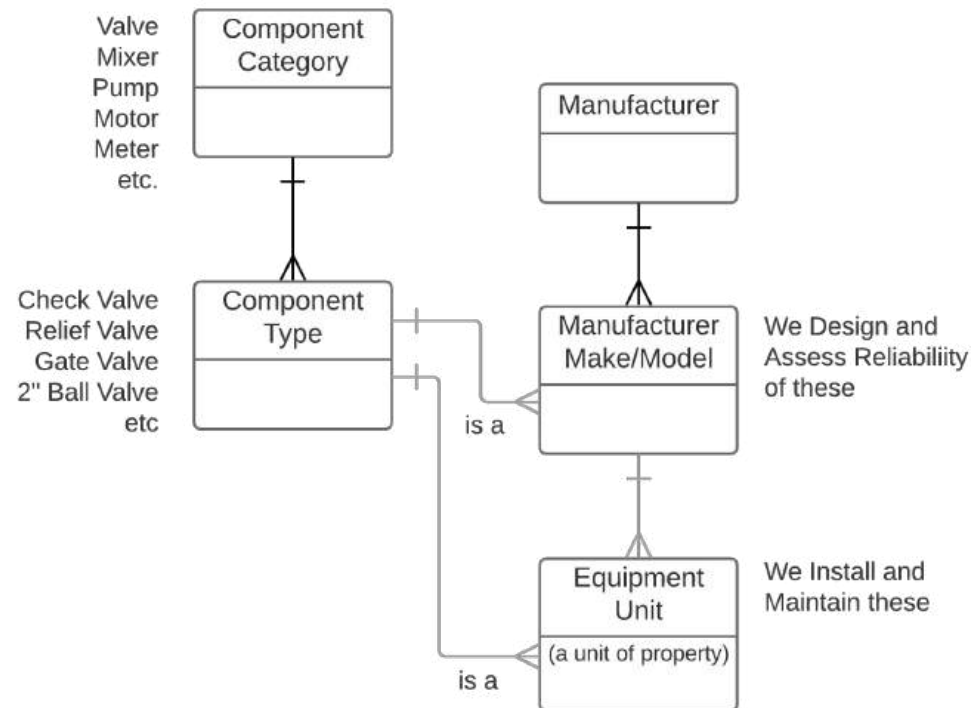 Valve
Mixer
Pump
Motor
Meter
etc.
Component
Category
Manufacturer
Check Valve
Relief Valve
Gate Valve
2" Ball Valve
etc
Component
Type
is a
Manufacturer
Make/Model
We Design and
Assess Reliabiliity
of these
is a
Equipment
Unit
(a unit of property)
We Install and
Maintain these